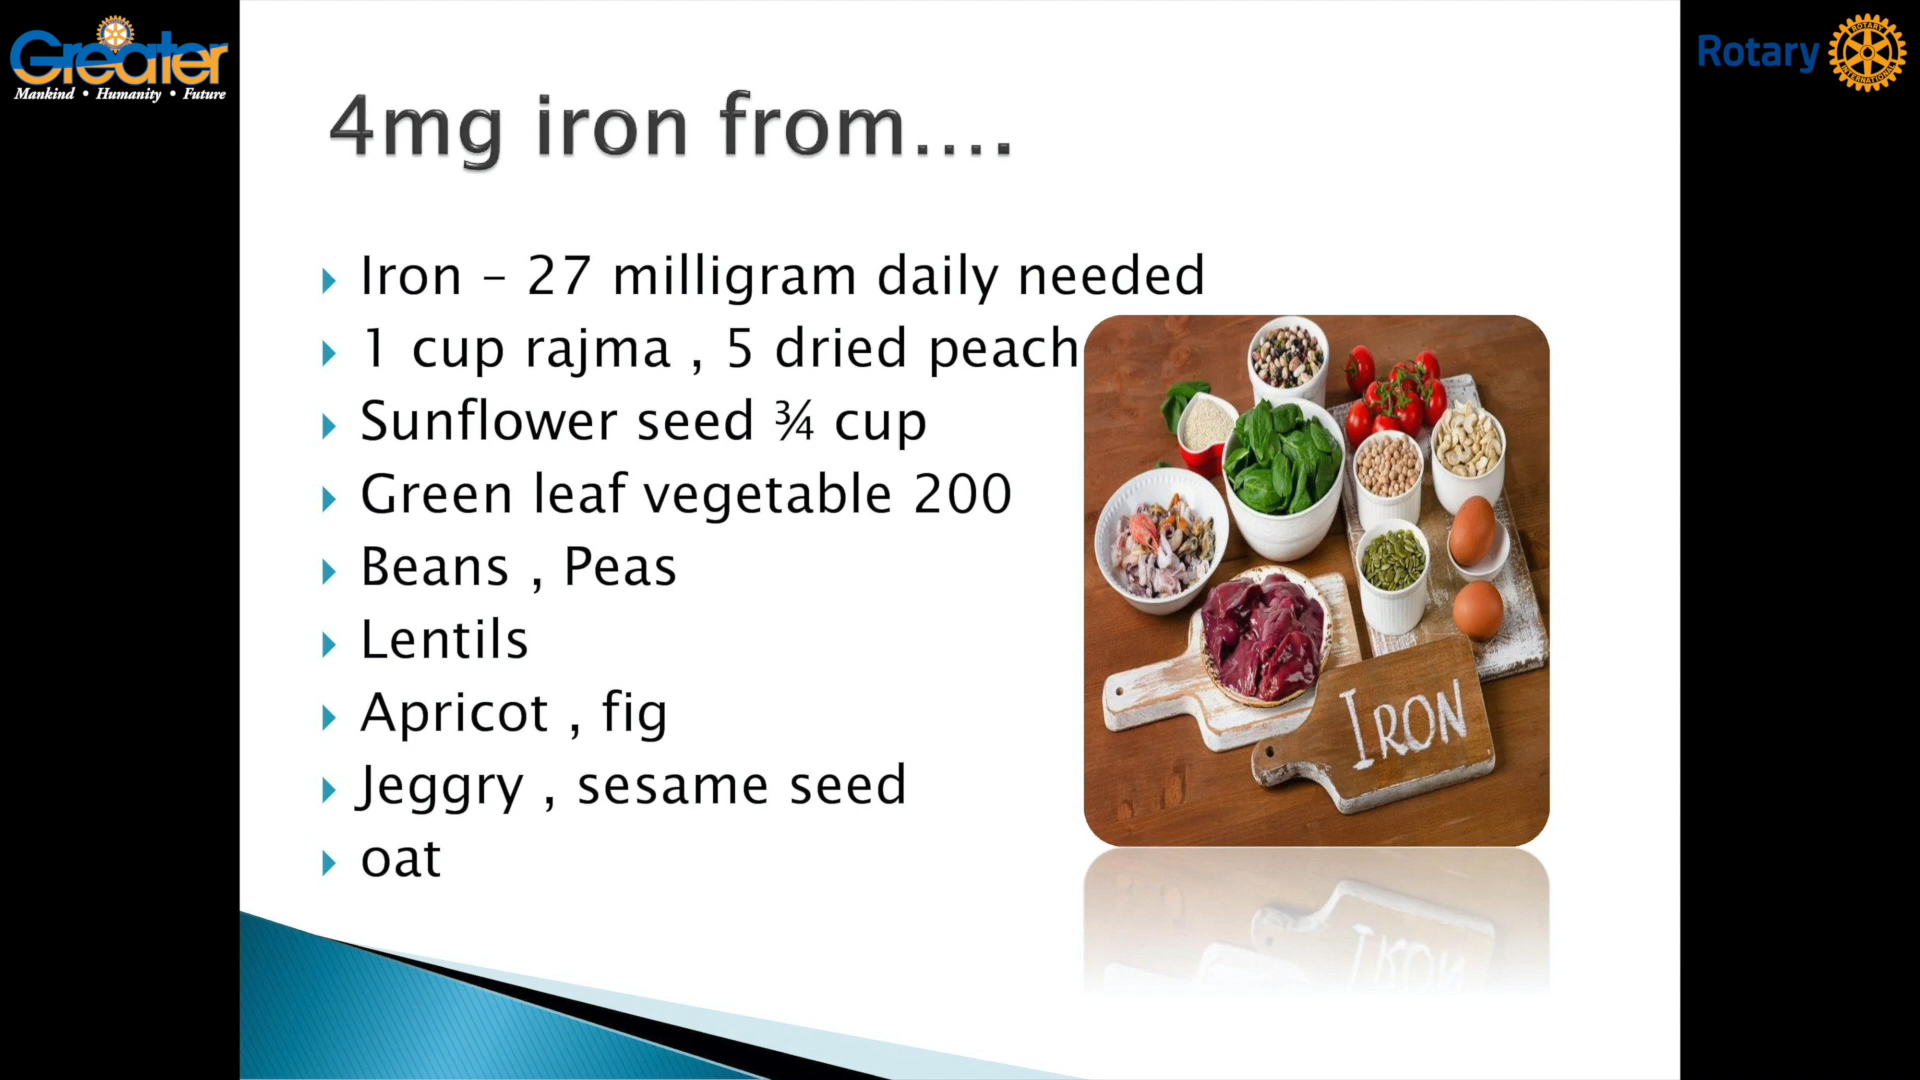 Greater
Mankind • Humanity • Future
Rotary
ROTARY
INTERNATIONAL
4mg iron from....
Iron – 27 milligram daily needed
1 cup rajma , 5 dried peach
Sunflower seed ¾ cup
Green leaf vegetable 200
Beans , Peas
Lentils
Apricot , fig
Jeggry , sesame seed
oat
IRON